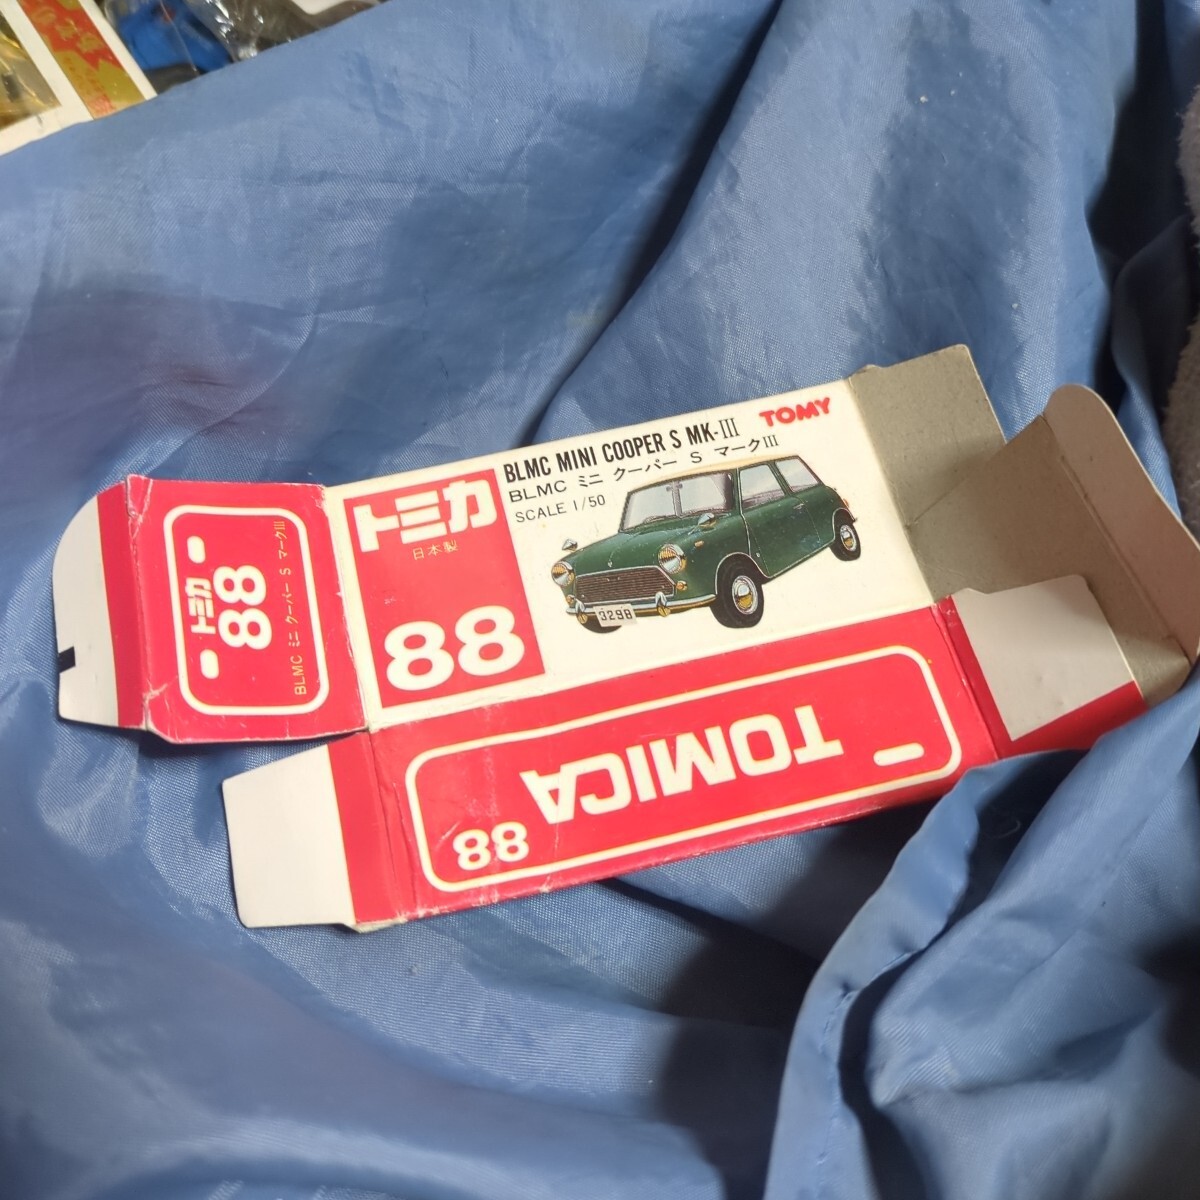 BLMC MINI COOPER S MK-III
TOMY
BLMC ミニ クーパー S マークIII
SCALE 1/50
トミカ
日本製
88
3298
トミカ
88
BLMC ミニ クーパー S マークIII
TOMICA
88